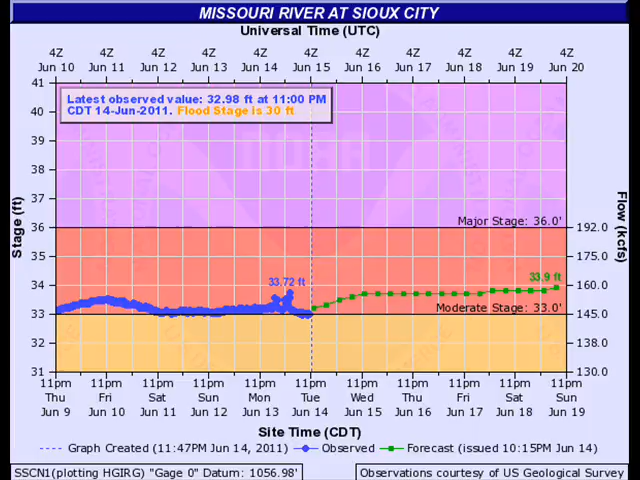 MISSOURI RIVER AT SIOUX CITY
Universal Time (UTC)
4Z 4Z 4Z 4Z 4Z 4Z 4Z 4Z 4Z 4Z 4Z
Jun 10 Jun 11 Jun 12 Jun 13 Jun 14 Jun 15 Jun 16 Jun 17 Jun 18 Jun 19 Jun 20
41
Latest observed value: 32.98 ft at 11:00 PM
CDT 14-Jun-2011. Flood Stage is 30 ft
40
39
38
37
Major Stage: 36.0'
36 192.0
35 175.0
33.72 ft 33.9 ft
34 160.0
Moderate Stage: 33.0'
33 145.0
32 138.0
31 130.0
Stage (ft)
Flow (kcfs)
11pm 11pm 11pm 11pm 11pm 11pm 11pm 11pm 11pm 11pm 11pm
Thu Fri Sat Sun Mon Tue Wed Thu Fri Sat Sun
Jun 9 Jun 10 Jun 11 Jun 12 Jun 13 Jun 14 Jun 15 Jun 16 Jun 17 Jun 18 Jun 19
Site Time (CDT)
Graph Created (11:47PM Jun 14, 2011) Observed Forecast (issued 10:15PM Jun 14)
SSCN1(plotting HGIRG) "Gage 0" Datum: 1056.98' Observations courtesy of US Geological Survey